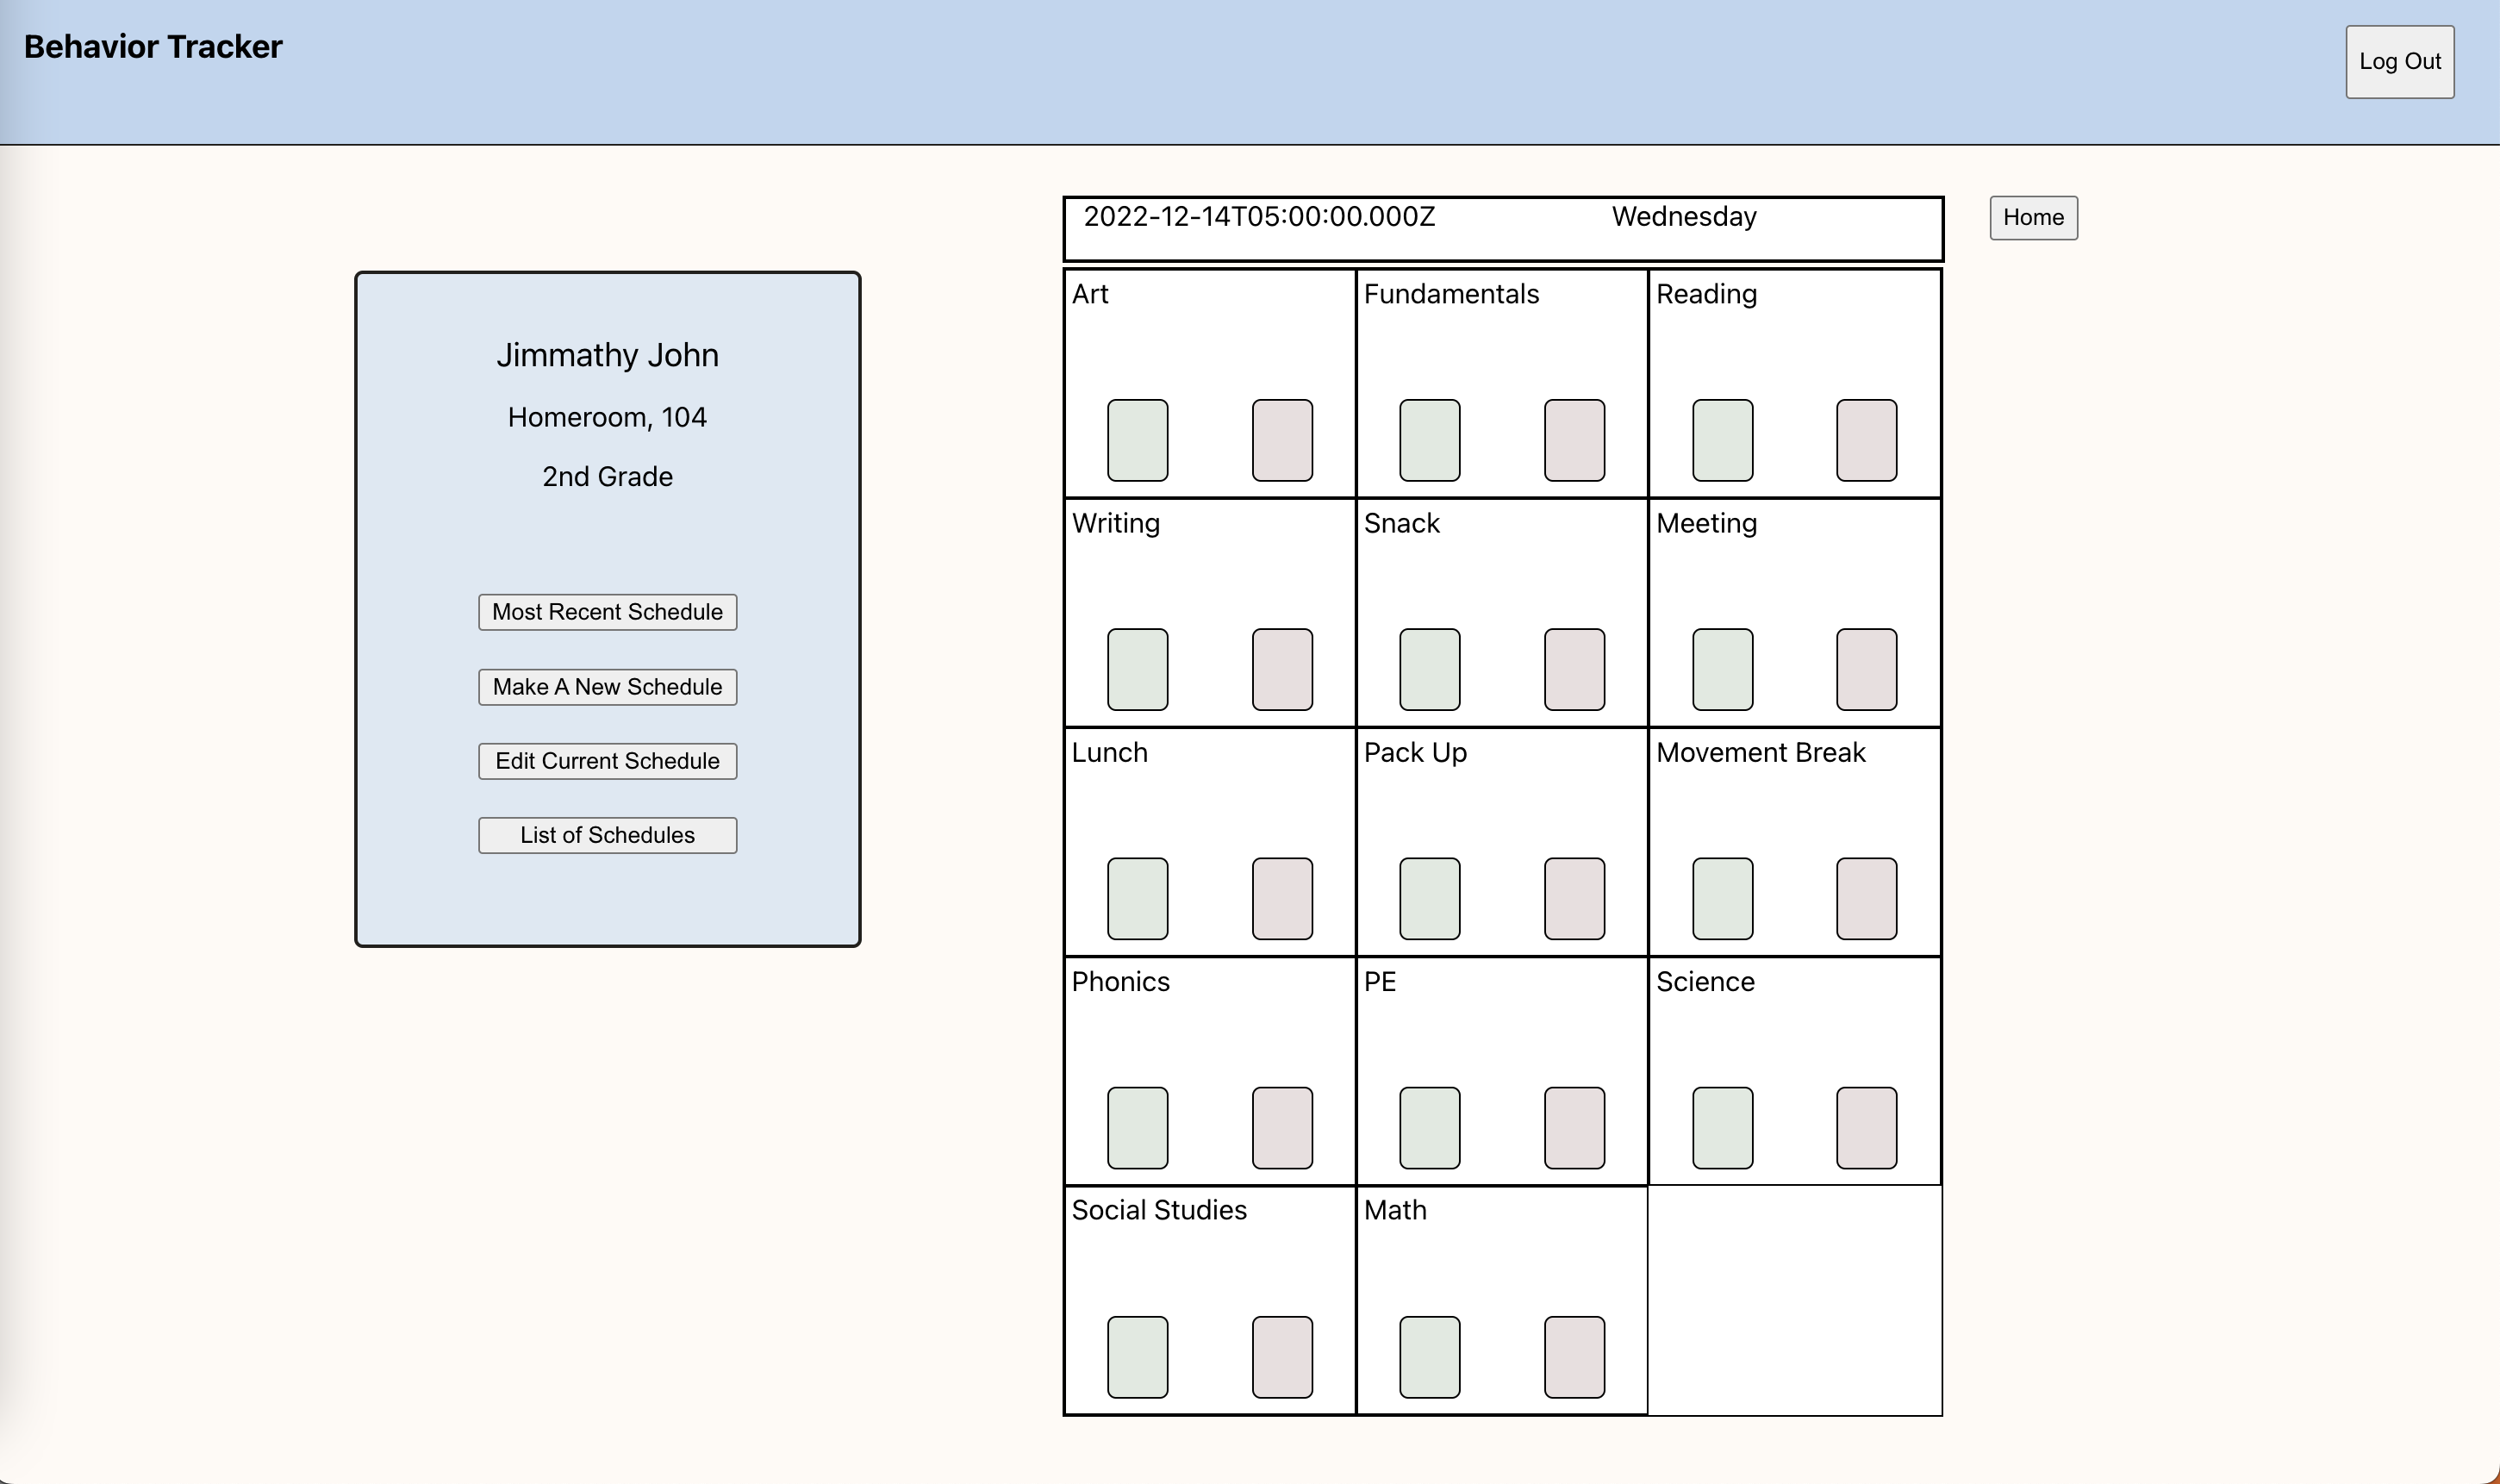 Behavior Tracker
Log Out
2022-12-14T05:00:00.000Z Wednesday
Home
Jimmathy John
Homeroom, 104
2nd Grade
Most Recent Schedule
Make A New Schedule
Edit Current Schedule
List of Schedules
Art Fundamentals Reading
Writing Snack Meeting
Lunch Pack Up Movement Break
Phonics PE Science
Social Studies Math